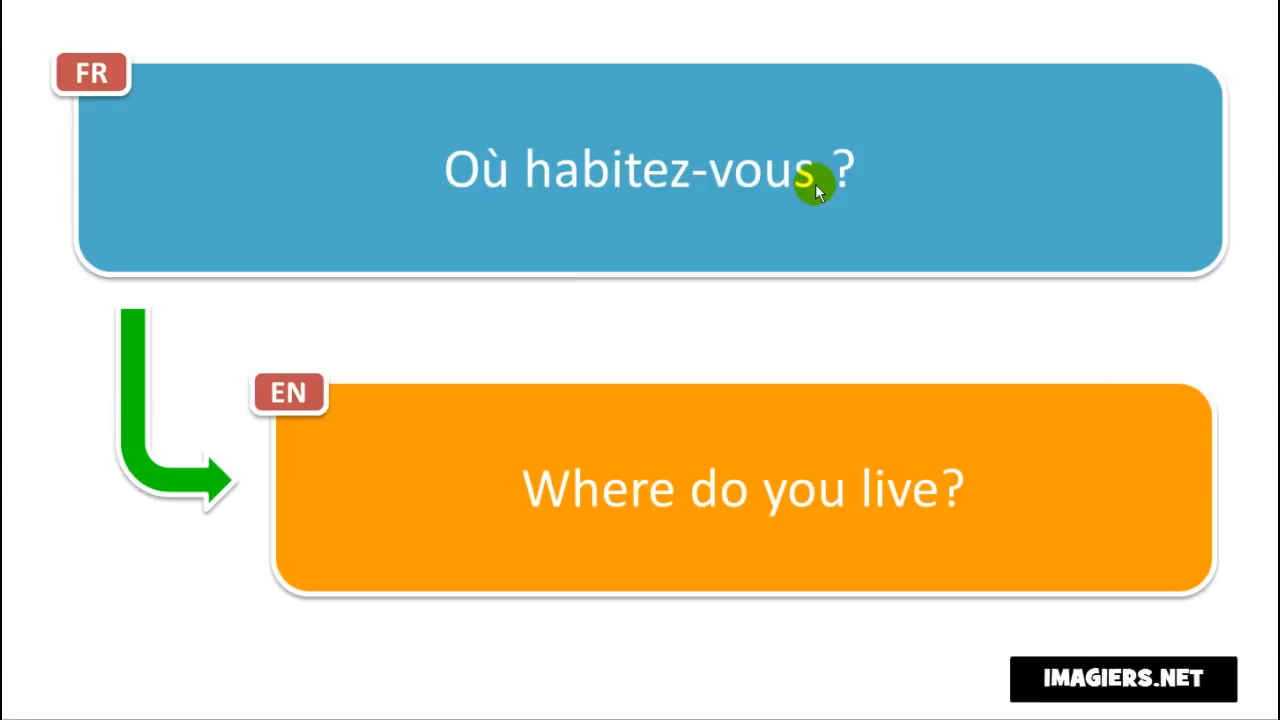 FR
Où habitez-vous ?
EN
Where do you live?
IMAGIERS.NET